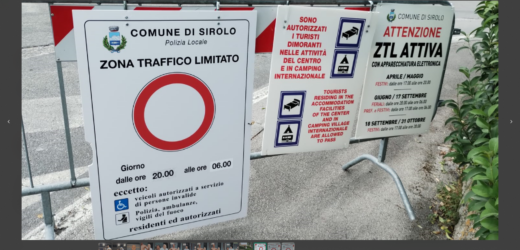 COMUNE DI SIROLO
Polizia Locale
ZONA TRAFFICO LIMITATO
Giorno
dalle ore 20.00 alle ore 06.00
eccetto:
veicoli autorizzati a servizio
di persone invalide
Polizia, ambulanze,
vigili del fuoco
residenti ed autorizzati
SONO
AUTORIZZATI
I TURISTI
DIMORANTI
NELLE ATTIVITÀ
DEL CENTRO
E IN CAMPING
INTERNAZIONALE
TOURISTS
RESIDING IN THE
ACCOMMODATION
FACILITIES
OF THE CENTER
AND IN
CAMPING VILLAGE
INTERNAZIONALE
ARE ALLOWED
TO PASS
COMUNE DI SIROLO
ATTENZIONE
ZTL ATTIVA
CON APPARECCHIATURA ELETTRONICA
APRILE / MAGGIO
GIUGNO / 17 SETTEMBRE
18 SETTEMBRE / 31 OTTOBRE